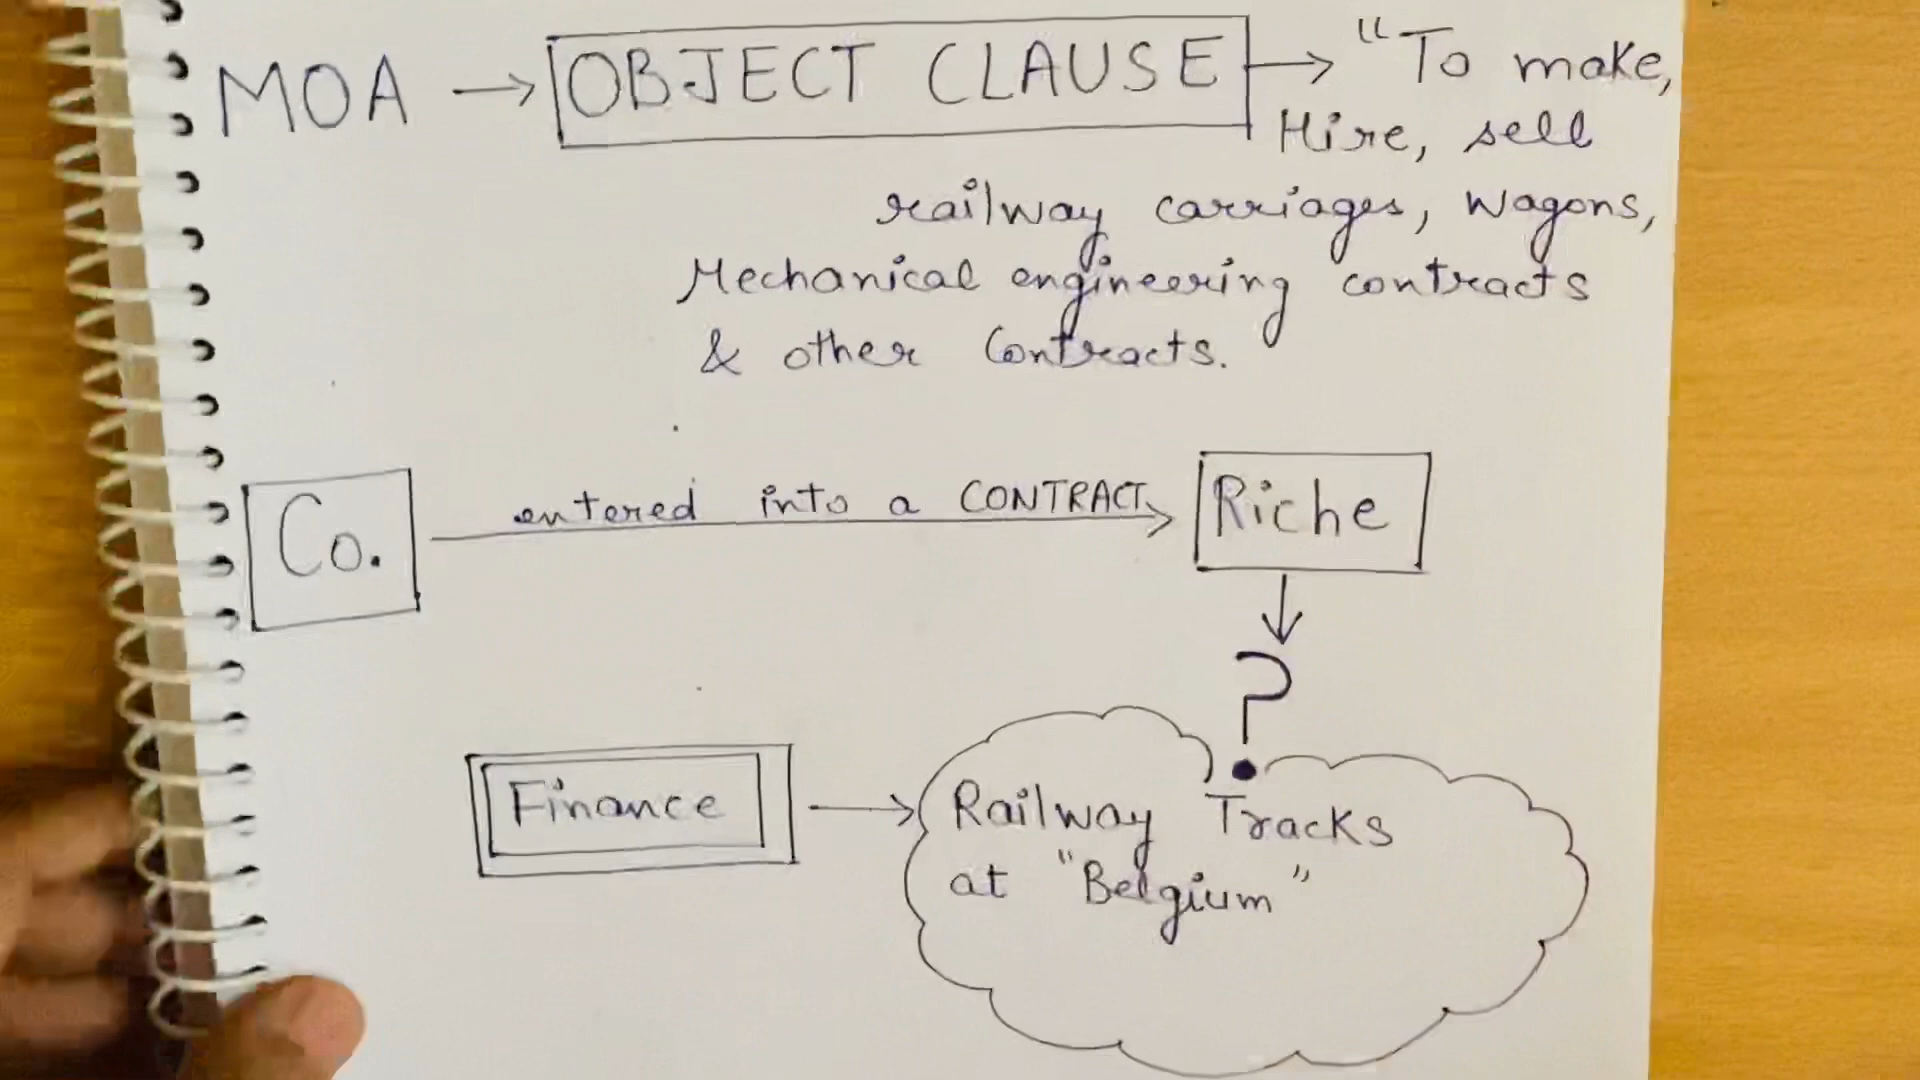 MOA → OBJECT CLAUSE → "To make,
Hire, sell
railway carriages, wagons,
Mechanical engineering contracts
& other Contracts.
Co. entered into a CONTRACT Riche
?
Finance → Railway Tracks
at "Belgium"